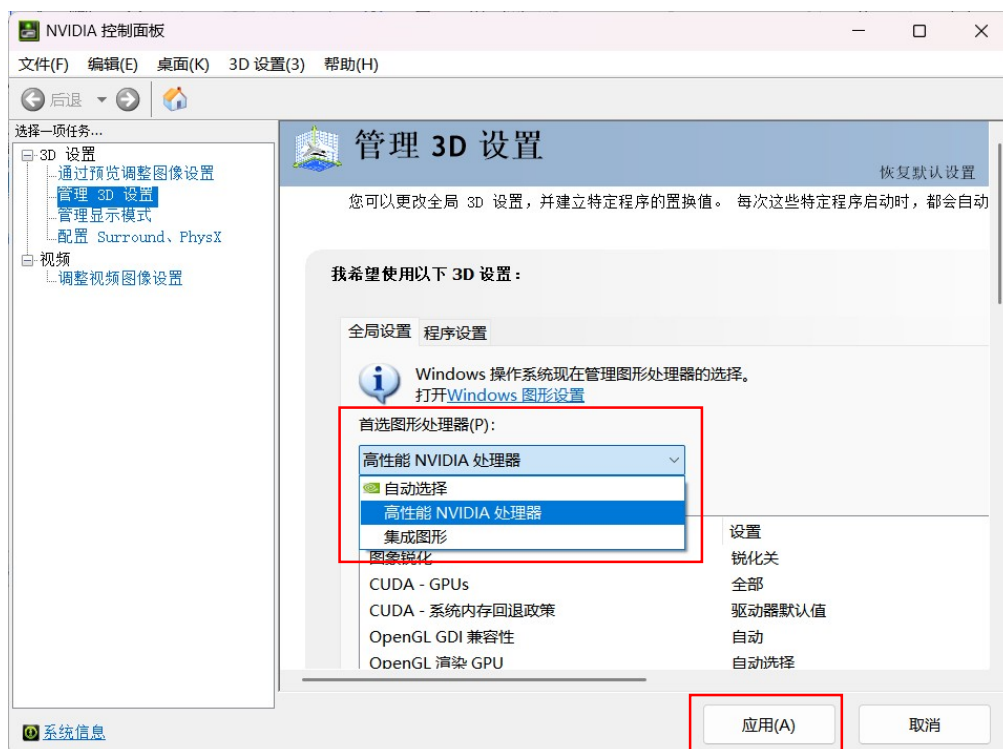 NVIDIA 控制面板
文件(F) 编辑(E) 桌面(K) 3D 设置(3) 帮助(H)
后退
选择一项任务...
3D 设置
通过预览调整图像设置
管理 3D 设置
管理显示模式
配置 Surround、PhysX
视频
调整视频图像设置
系统信息
管理 3D 设置
恢复默认设置
您可以更改全局 3D 设置，并建立特定程序的置换值。 每次这些特定程序启动时，都会自动
我希望使用以下 3D 设置：
全局设置 程序设置
Windows 操作系统现在管理图形处理器的选择。
打开Windows 图形设置
首选图形处理器(P)：
高性能 NVIDIA 处理器
自动选择
高性能 NVIDIA 处理器
集成图形
设置
图象锐化 锐化关
CUDA - GPUs 全部
CUDA - 系统内存回退政策 驱动器默认值
OpenGL GDI 兼容性 自动
OpenGL 渲染 GPU 自动选择
应用(A) 取消